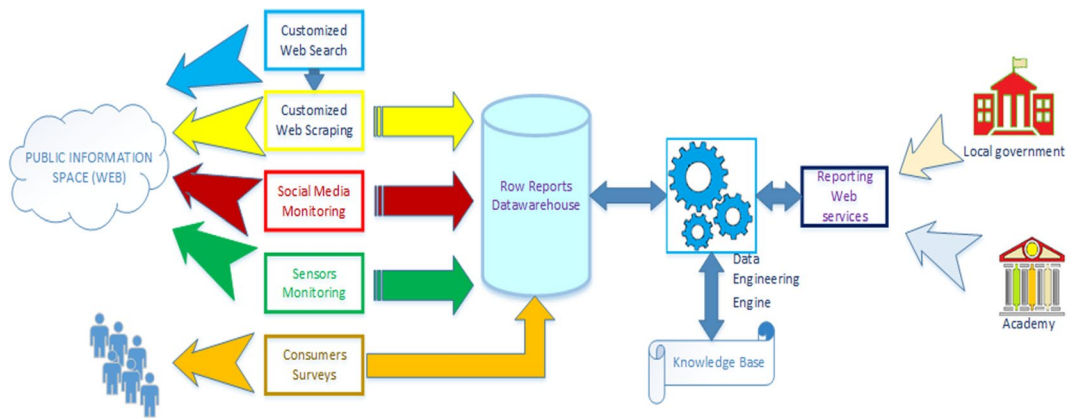 Customized
Web Search
Customized
Web Scraping
PUBLIC INFORMATION
SPACE (WEB)
Social Media
Monitoring
Sensors
Monitoring
Consumers
Surveys
Row Reports
Datawarehouse
Data
Engineering
Engine
Knowledge Base
Reporting
Web
services
Local government
Academy